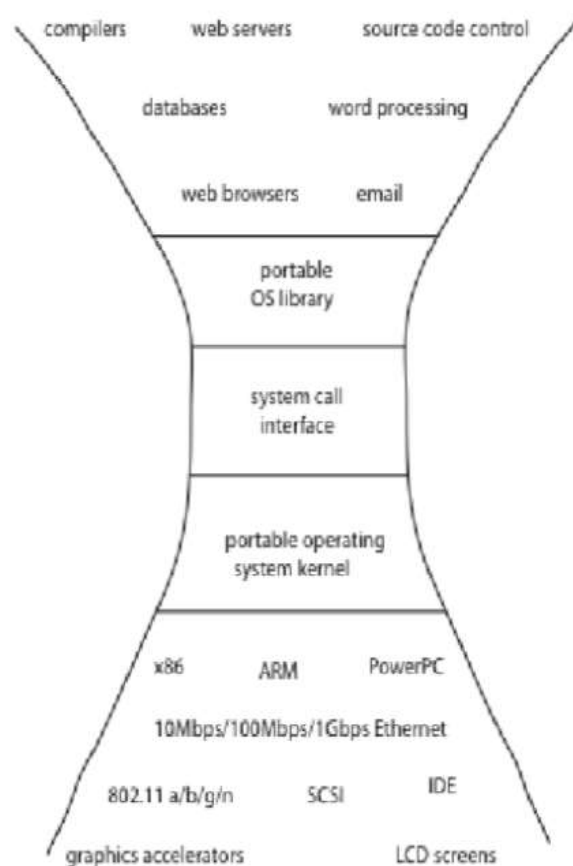 compilers web servers source code control
databases word processing
web browsers email
portable
OS library
system call
interface
portable operating
system kernel
x86 ARM PowerPC
10Mbps/100Mbps/1Gbps Ethernet
802.11 a/b/g/n SCSI IDE
graphics accelerators LCD screens